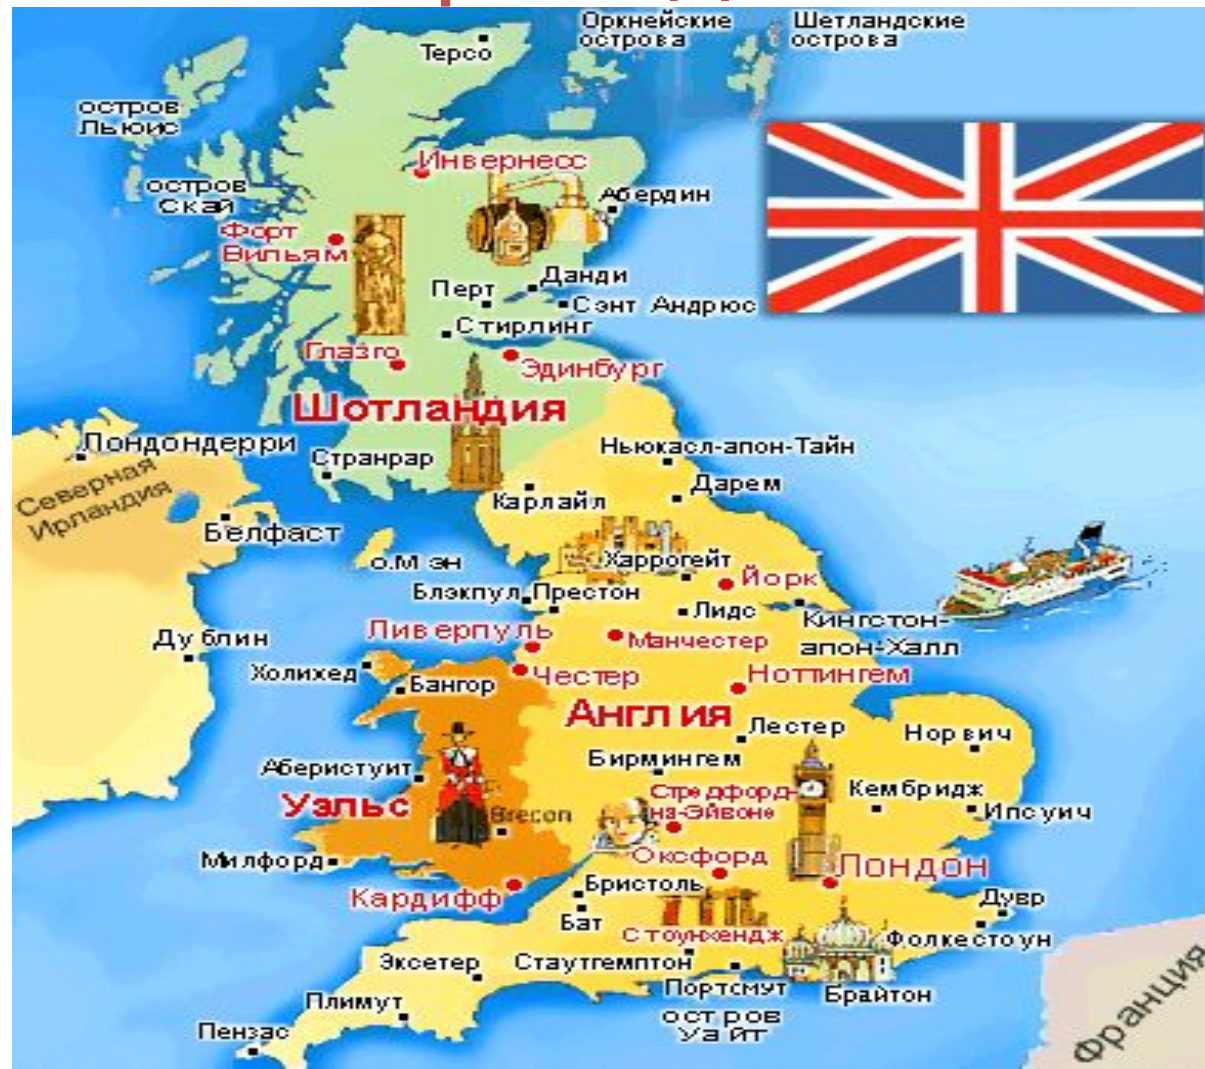 Оркнейские
острова
Шетландские
острова
Терсо
остров
Льюис
Инвернесс
остров
Скай
Абердин
Форт
Вильям
Данди
Перт
Сэнт Андрюс
Стирлинг
Глазго
Эдинбург
Шотландия
Лондондерри
Странрар
Ньюкасл-апон-Тайн
Северная
Ирландия
Дарем
Карлайл
Белфаст
о.Мэн
Харрогейт
Йорк
Блэкпул
Престон
Лидс
Кингстон-
апон-Халл
Ливерпуль
Манчестер
Дублин
Холихед
Бангор
Честер
Ноттингем
Англия
Лестер
Норвич
Бирмингем
Аберистуит
Уэльс
Стредфорд-
на-Эйвоне
Кембридж
Ипсуич
Brecon
Милфорд
Оксфорд
Лондон
Кардифф
Бристоль
Бат
Дувр
Стоунхендж
Фолкестоун
Эксетер
Стаутгемптон
Портсмут
Брайтон
Плимут
остров
Уайт
Пензас
Франция